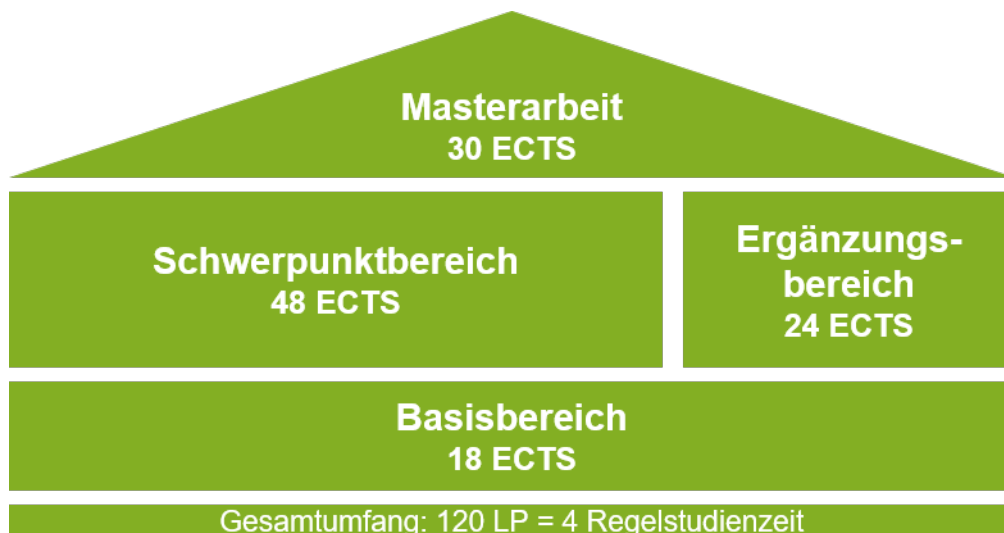 Masterarbeit
30 ECTS
Schwerpunktbereich
48 ECTS
Ergänzungs-
bereich
24 ECTS
Basisbereich
18 ECTS
Gesamtumfang: 120 LP = 4 Regelstudienzeit